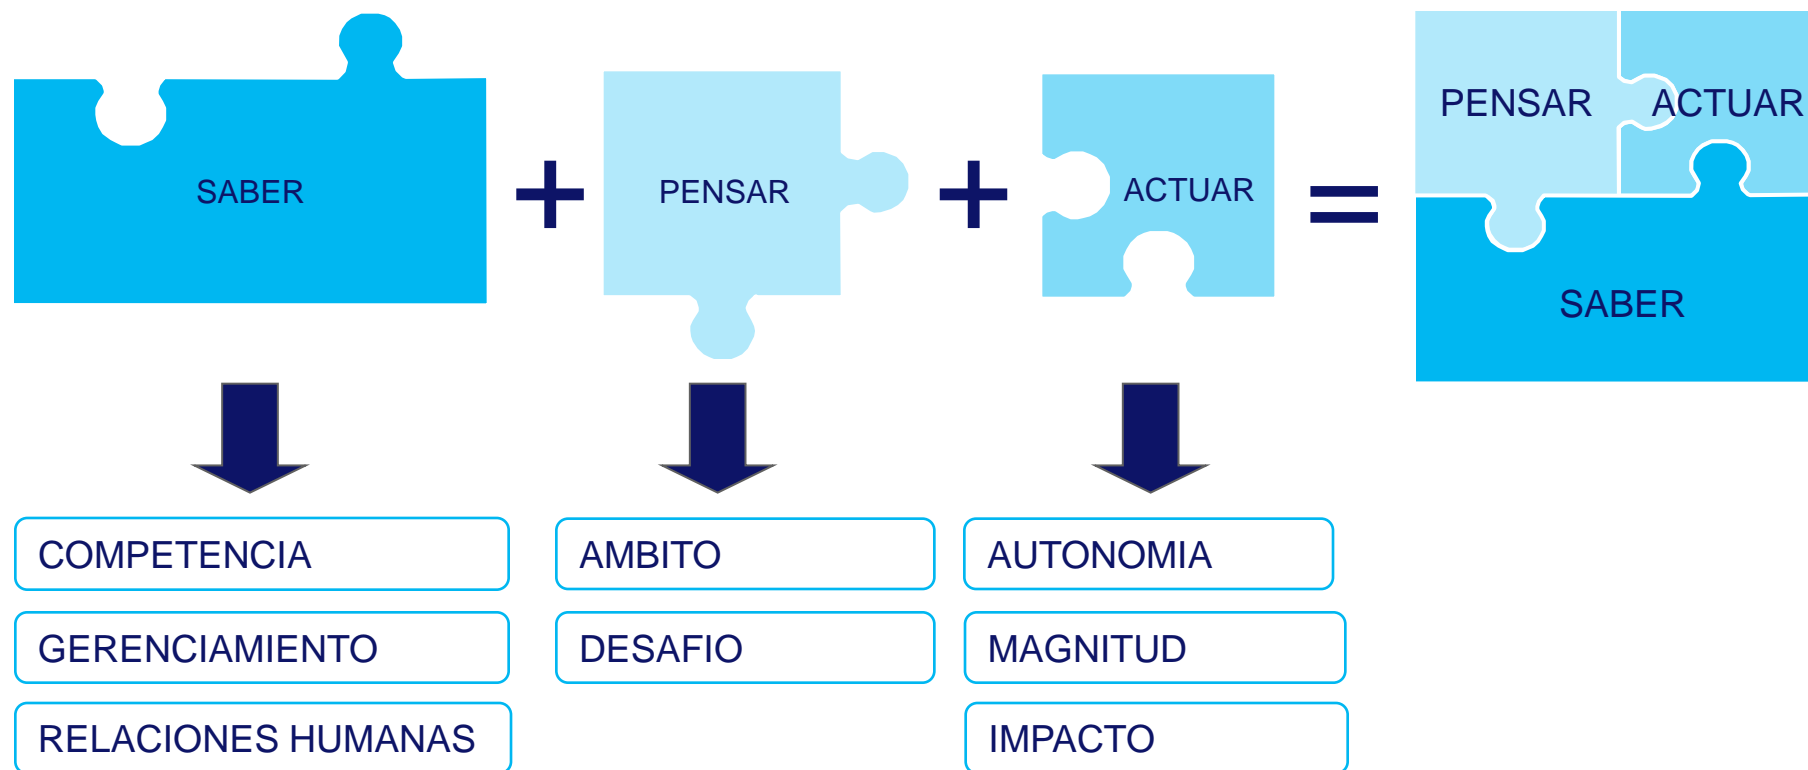 SABER
+
PENSAR
+
ACTUAR
=
PENSAR
ACTUAR
SABER
COMPETENCIA
AMBITO
AUTONOMIA
GERENCIAMIENTO
DESAFIO
MAGNITUD
RELACIONES HUMANAS
IMPACTO